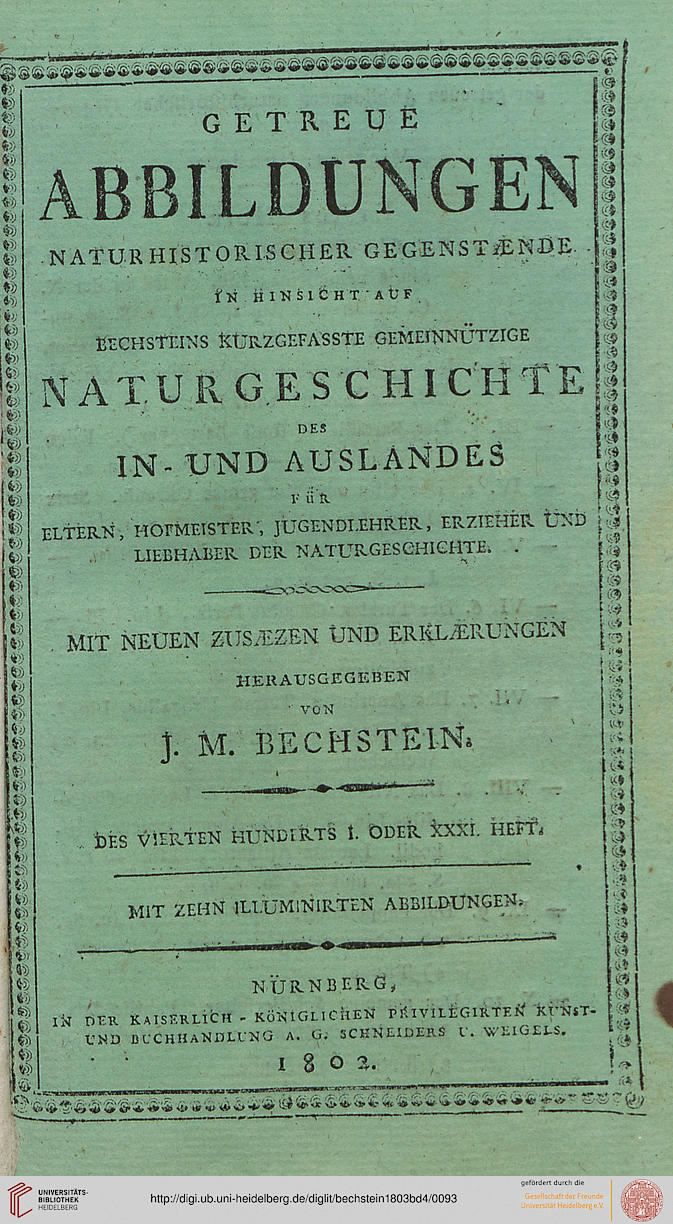 GETREUE
ABBILDUNGEN
NATURHISTORISCHER GEGENSTÆNDE
IN HINSICHT AUF
BECHSTEINS KURZGEFASSTE GEMEINNÜTZIGE
NATURGESCHICHTE
DES
IN- UND AUSLANDES
FÜR
ELTERN, HOFMEISTER, JUGENDLEHRER, ERZIEHER UND
LIEBHABER DER NATURGESCHICHTE.
MIT NEUEN ZUSÆZEN UND ERKLÆRUNGEN
HERAUSGEGEBEN
VON
J. M. BECHSTEIN.
DES VIERTEN HUNDERTS I. ODER XXXI. HEFT.
MIT ZEHN ILLUMINIRTEN ABBILDUNGEN.
NÜRNBERG,
IN DER KAISERLICH - KÖNIGLICHEN PRIVILEGIRTEN KUNST-
UND BUCHHANDLUNG A. G. SCHNEIDERS U. WEIGELS.
1802.
UNIVERSITÄTS-
BIBLIOTHEK
HEIDELBERG
http://digi.ub.uni-heidelberg.de/diglit/bechstein1803bd4/0093
gefördert durch die
Gesellschaft der Freunde
Universität Heidelberg e.V.